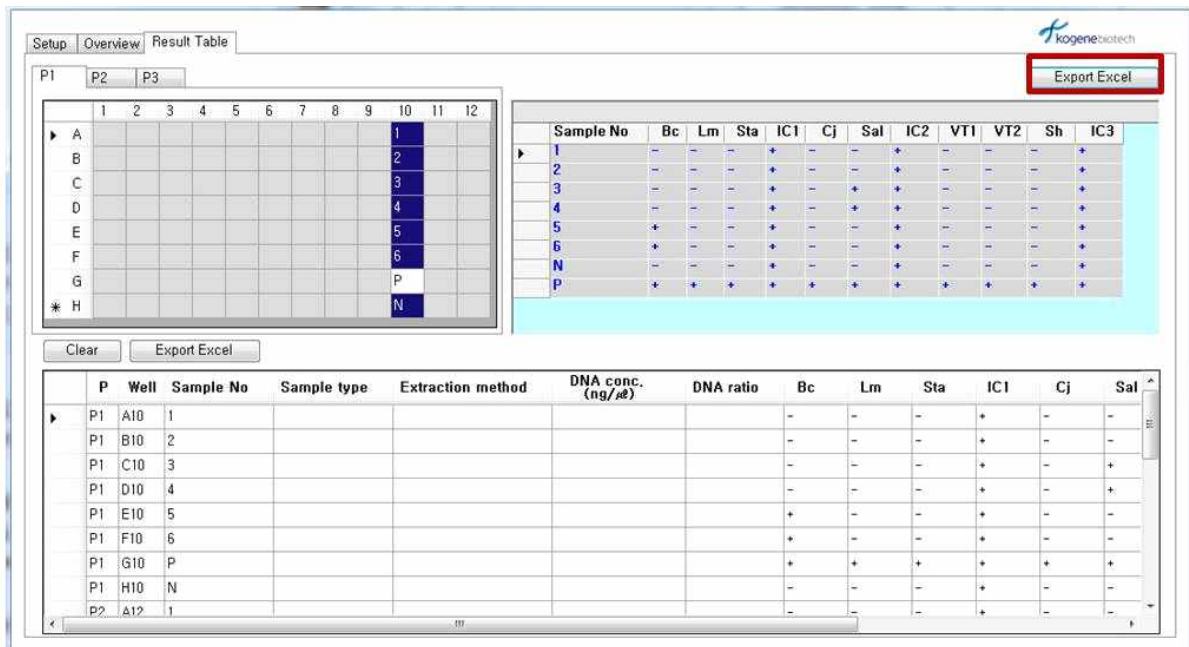 kogenebiotech
Setup Overview Result Table
P1 P2 P3
Export Excel
1 2 3 4 5 6 7 8 9 10 11 12
A 1
B 2
C 3
D 4
E 5
F 6
G P
* H N
Sample No Bc Lm Sta IC1 Cj Sal IC2 VT1 VT2 Sh IC3
1 - - - + - - + - - - +
2 - - - + - - + - - - +
3 - - - + - + + - - - +
4 - - - + - + + - - - +
5 + - - + - - + - - - +
6 + - - + - - + - - - +
N - - - + - - + - - - +
P + + + + + + + + + + +
Clear Export Excel
P Well Sample No Sample type Extraction method DNA conc. (ng/㎕) DNA ratio Bc Lm Sta IC1 Cj Sal
P1 A10 1 - - - + - -
P1 B10 2 - - - + - -
P1 C10 3 - - - + - +
P1 D10 4 - - - + - +
P1 E10 5 + - - + - -
P1 F10 6 + - - + - -
P1 G10 P + + + + + +
P1 H10 N - - - + - -
P2 A12 1 - - - + - -